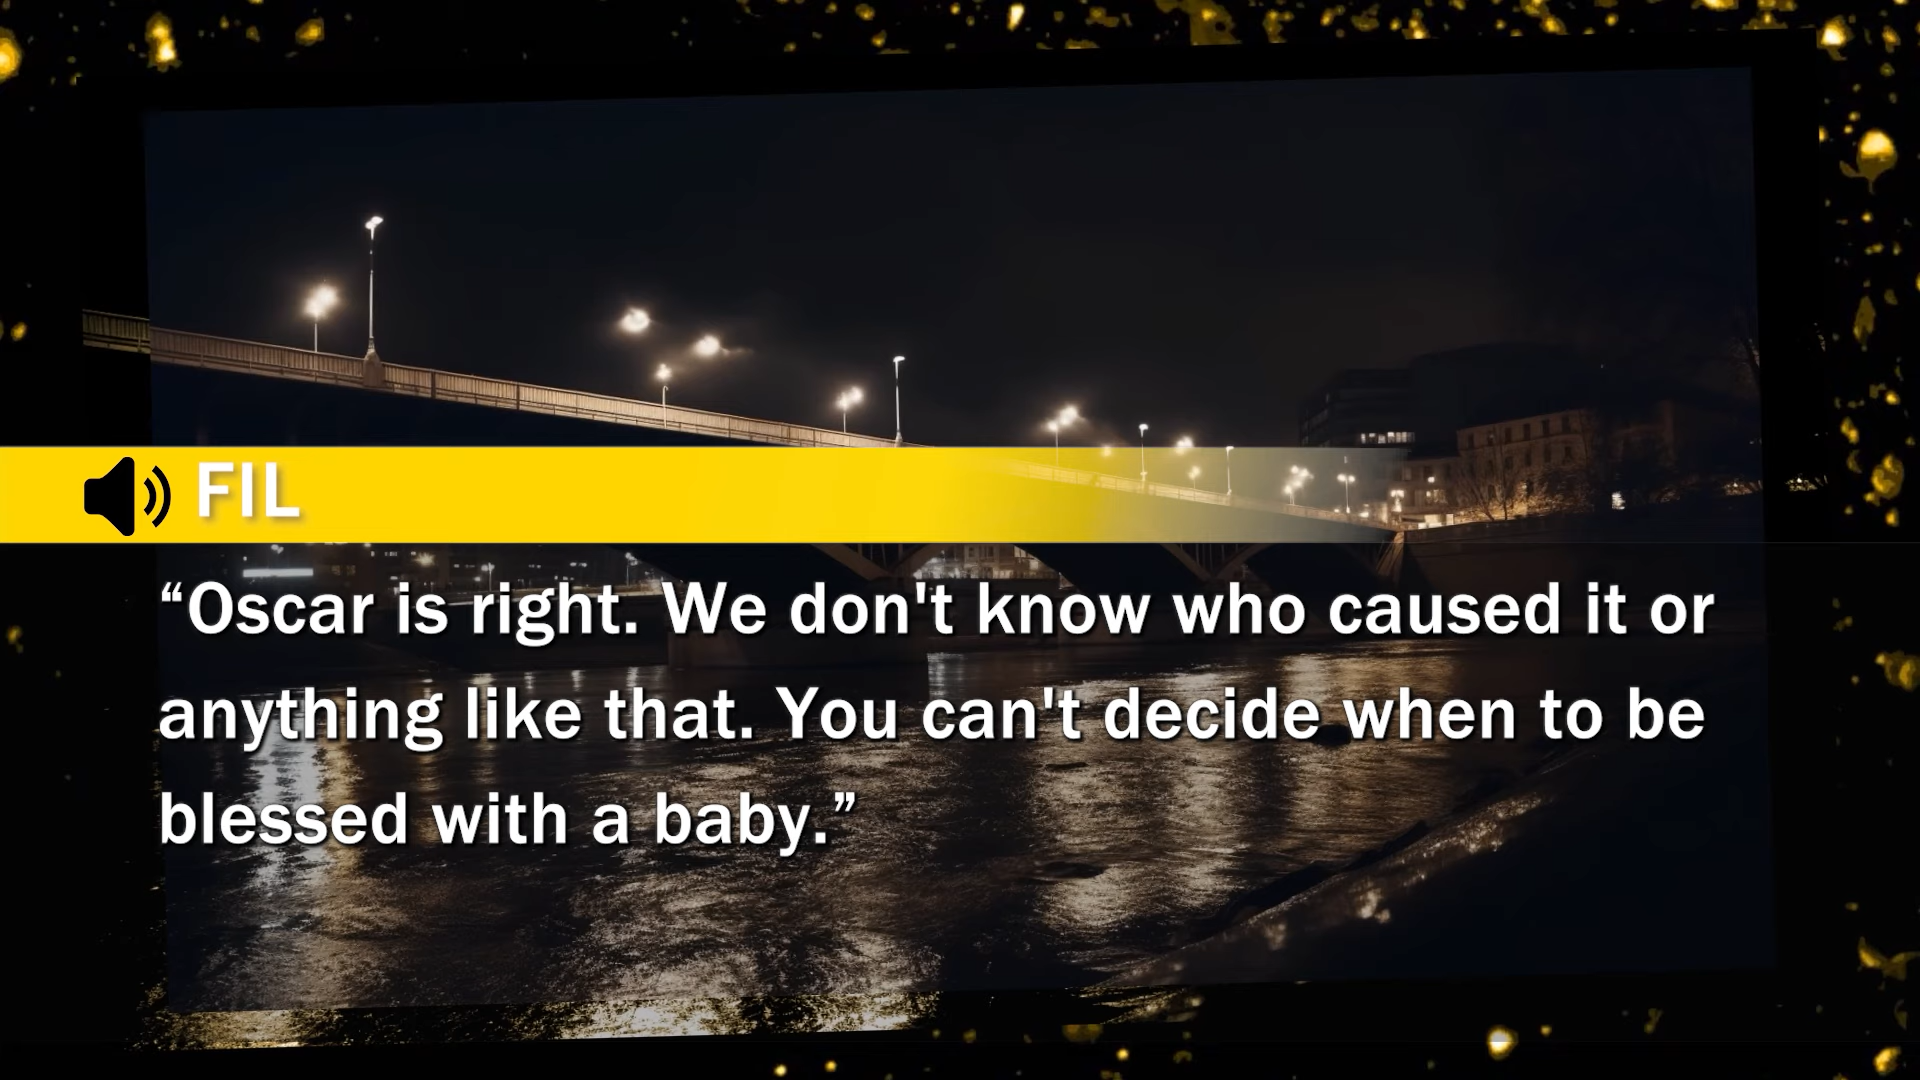 FIL
“Oscar is right. We don't know who caused it or
anything like that. You can't decide when to be
blessed with a baby.”